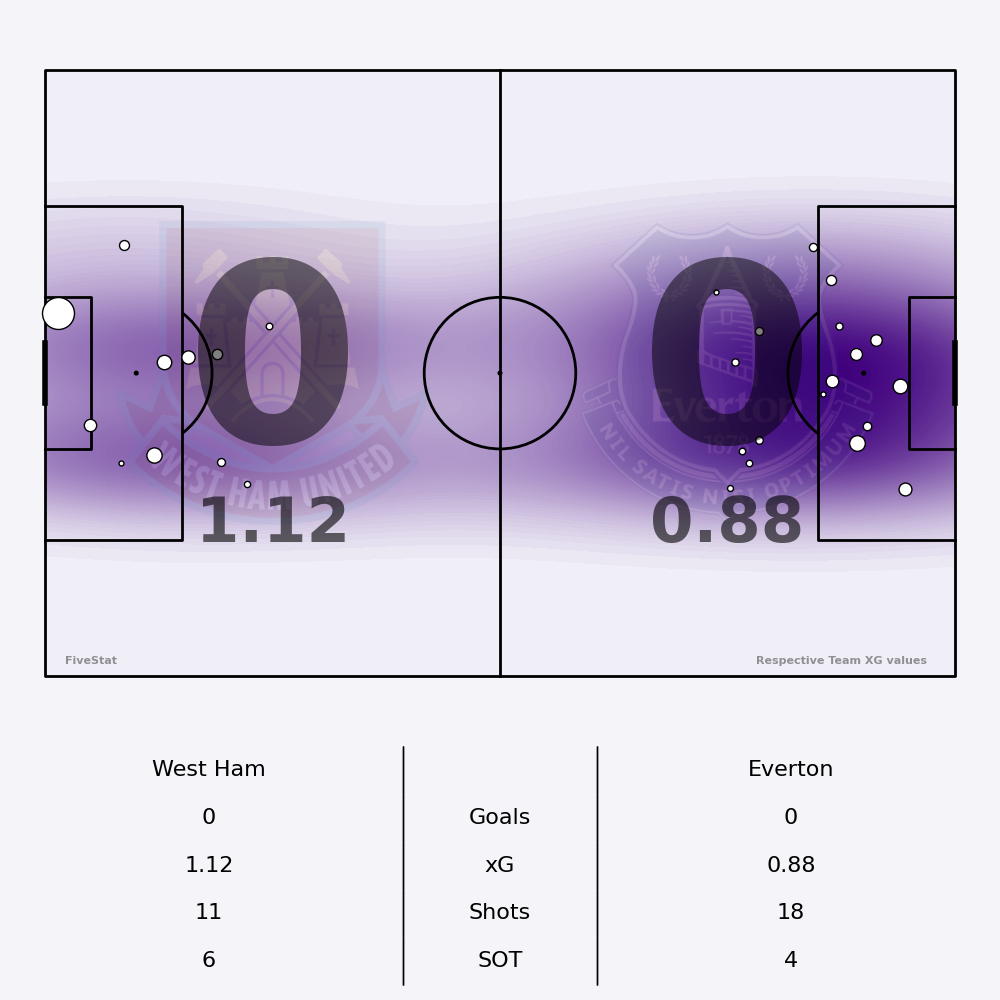 0 0
Everton
1878
WEST HAM UNITED
NIL SATIS NISI OPTIMUM
1.12 0.88
FiveStat Respective Team XG values
West Ham Everton
0 Goals 0
1.12 xG 0.88
11 Shots 18
6 SOT 4